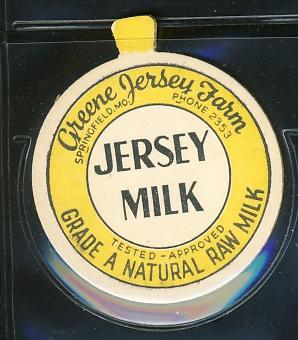 Greene Jersey Farm
SPRINGFIELD, MO. PHONE 2353
JERSEY
MILK
TESTED - APPROVED
GRADE A NATURAL RAW MILK